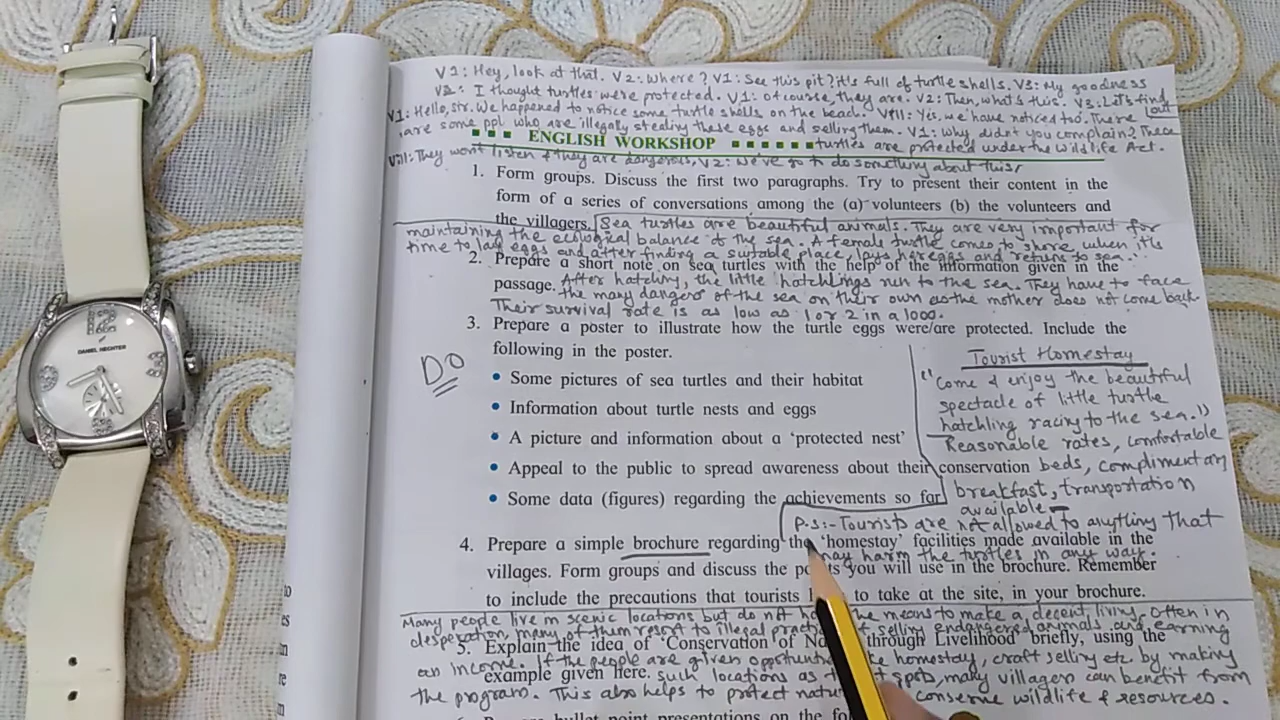 V1: Hey, look at that. V2: Where? V1: See this pit? it's full of turtle shells. V3: My goodness
V2: I thought turtles were protected. V1: Of course, they are. V2: Then, what's this. V3: Let's find out
V1: Hello, sir. We happened to notice some turtle shells on the beach. Vill: Yes, we have noticed too. There
are some ppl who are illegally stealing these eggs and selling them. V1: Why didnt you complain? These
ENGLISH WORKSHOP
turtles are protected under the Wildlife Act.
Vill: They won't listen & they are dangerous. V2: We've go to do something about this,
1. Form groups. Discuss the first two paragraphs. Try to present their content in the
form of a series of conversations among the (a) volunteers (b) the volunteers and
the villagers. Sea turtles are beautiful animals. They are very important for
maintaining the ecological balance of the sea. A female turtle comes to shore when it's
time to lay eggs and after finding a suitable place, lays her eggs and returns to sea.
2. Prepare a short note on sea turtles with the help of the information given in the
passage. After hatching, the little hatchlings run to the sea. They have to face
the many dangers of the sea on their own as the mother does not come back
Their survival rate is as low as 1 or 2 in a 1000.
3. Prepare a poster to illustrate how the turtle eggs were/are protected. Include the
following in the poster.
DO
• Some pictures of sea turtles and their habitat
• Information about turtle nests and eggs
• A picture and information about a 'protected nest'
• Appeal to the public to spread awareness about their conservation
• Some data (figures) regarding the achievements so far
Tourist Homestay
"Come & enjoy the beautiful
spectacle of little turtle
hatchling racing to the sea."
Reasonable rates, comfortable
beds, complimentary
breakfast, transportation
available
P.S:- Tourists are not allowed to anything that
may harm the turtles in any way.
4. Prepare a simple brochure regarding the 'homestay' facilities made available in the
villages. Form groups and discuss the you will use in the brochure. Remember
to include the precautions that tourists to take at the site, in your brochure.
Many people live in scenic locations but do not the means to make a decent living. Often in
desperation, many of them resort to illegal selling endangered animals and earning
an income. If the people are given like homestay, craft selling etc by making
such locations as spots, many villagers can benefit from
the program. This also helps to protect conserve wildlife & resources.
5. Explain the idea of 'Conservation of through Livelihood' briefly, using the
example given here.
bullet point presentations on the
DANIEL HECHTER
12
to
es
an
re